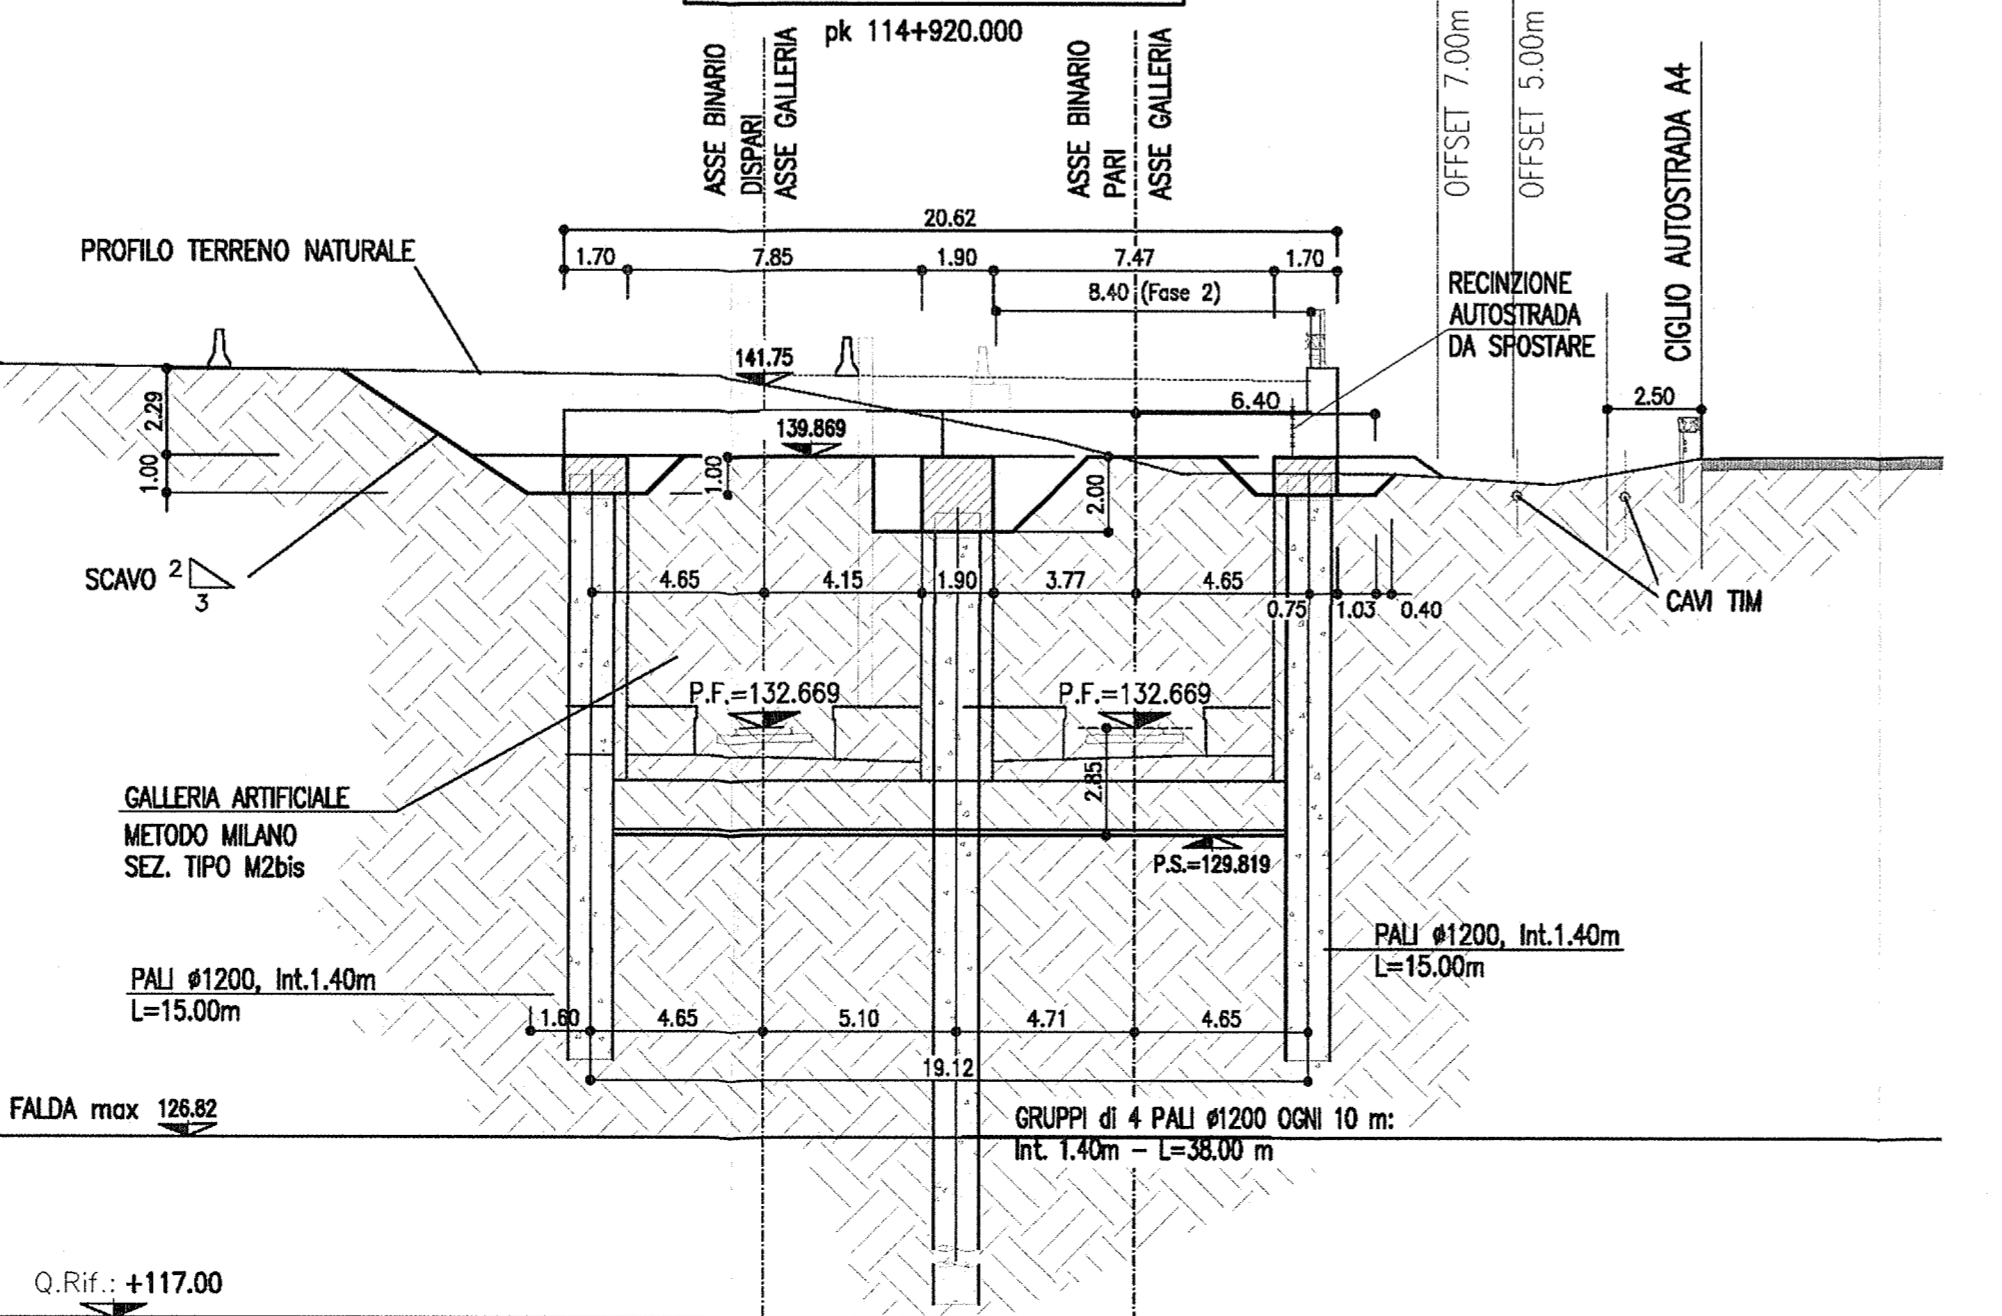 pk 114+920.000
ASSE BINARIO
DISPARI
ASSE GALLERIA
ASSE BINARIO
PARI
ASSE GALLERIA
OFFSET 7.00m
OFFSET 5.00m
CIGLIO AUTOSTRADA A4
20.62
PROFILO TERRENO NATURALE
1.70
7.85
1.90
7.47
1.70
8.40 (Fase 2)
RECINZIONE
AUTOSTRADA
DA SPOSTARE
141.75
2.29
6.40
2.50
139.869
1.00
1.00
2.00
SCAVO 2
3
4.65
4.15
1.90
3.77
4.65
0.75
1.03
0.40
CAVI TIM
P.F.=132.669
P.F.=132.669
2.85
GALLERIA ARTIFICIALE
METODO MILANO
SEZ. TIPO M2bis
P.S.=129.819
PALI ø1200, Int.1.40m
L=15.00m
PALI ø1200, Int.1.40m
L=15.00m
1.60
4.65
5.10
4.71
4.65
19.12
FALDA max 126.82
GRUPPI di 4 PALI ø1200 OGNI 10 m:
Int. 1.40m – L=38.00 m
Q.Rif.: +117.00